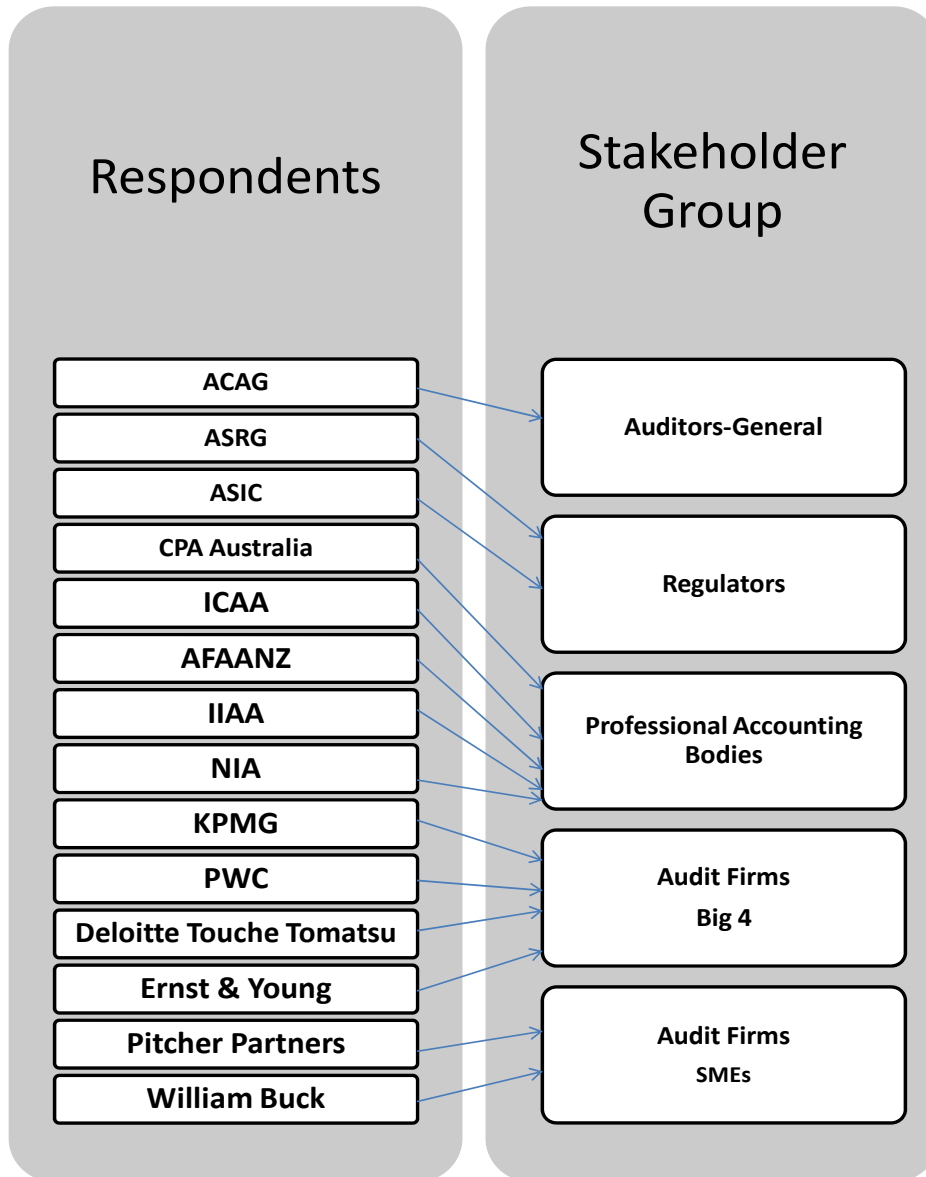 Respondents
ACAG
ASRG
ASIC
CPA Australia
ICAA
AFAANZ
IIAA
NIA
KPMG
PWC
Deloitte Touche Tomatsu
Ernst & Young
Pitcher Partners
William Buck
Stakeholder
Group
Auditors-General
Regulators
Professional Accounting
Bodies
Audit Firms
Big 4
Audit Firms
SMEs